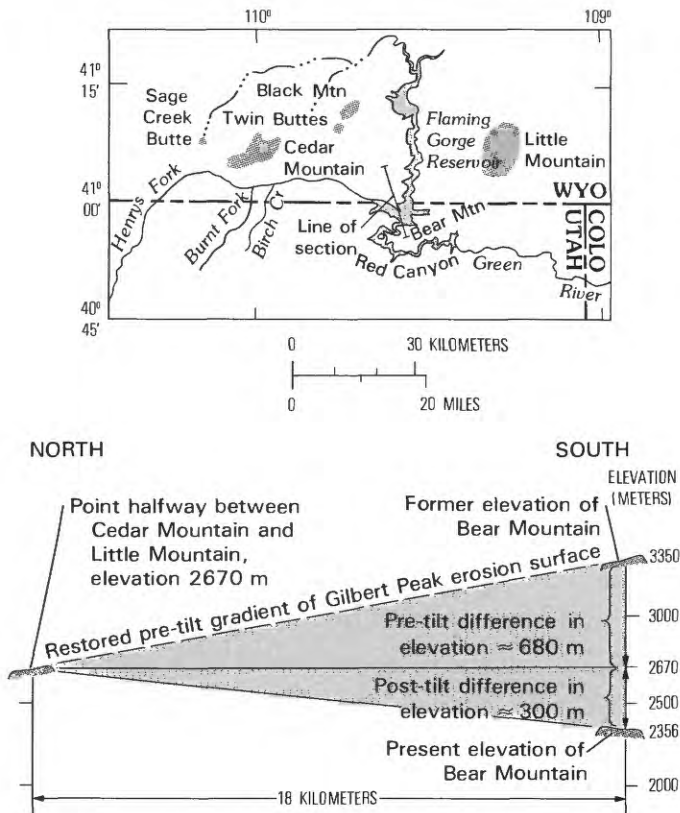 110°
109°
41°
15'
Black Mtn
Sage
Creek
Butte
Twin Buttes
Cedar
Mountain
Flaming
Gorge
Reservoir
Little
Mountain
41°
00'
WYO
UTAH
COLO
Henrys Fork
Burnt Fork
Birch Cr
Line of
section
Bear Mtn
Red Canyon
Green
River
40°
45'
0 30 KILOMETERS
0 20 MILES
NORTH
SOUTH
ELEVATION
(METERS)
Point halfway between
Cedar Mountain and
Little Mountain,
elevation 2670 m
Former elevation of
Bear Mountain
3350
Restored pre-tilt gradient of Gilbert Peak erosion surface
Pre-tilt difference in
elevation ≈ 680 m
3000
2670
Post-tilt difference in
elevation ≈ 300 m
2500
2356
Present elevation of
Bear Mountain
2000
18 KILOMETERS